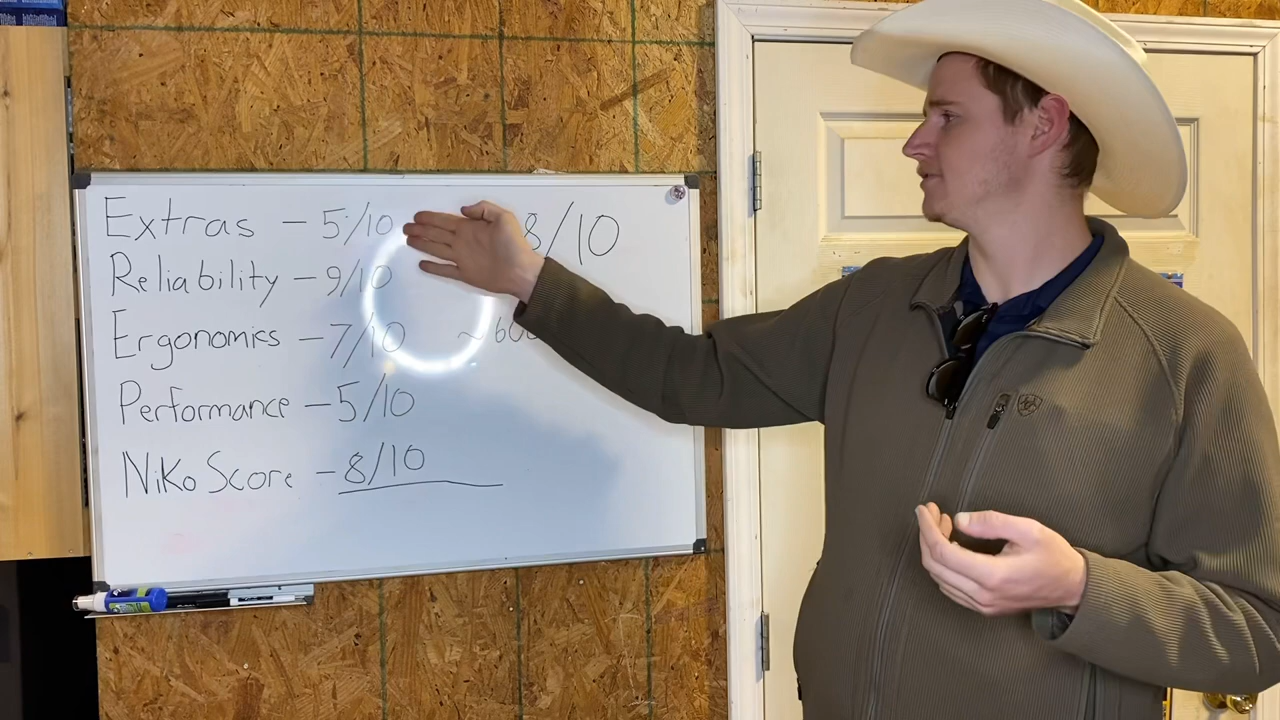 Extras - 5/10 8/10
Reliability - 9/10
Ergonomics - 7/10 ~
Performance - 5/10
NiKo Score - 8/10